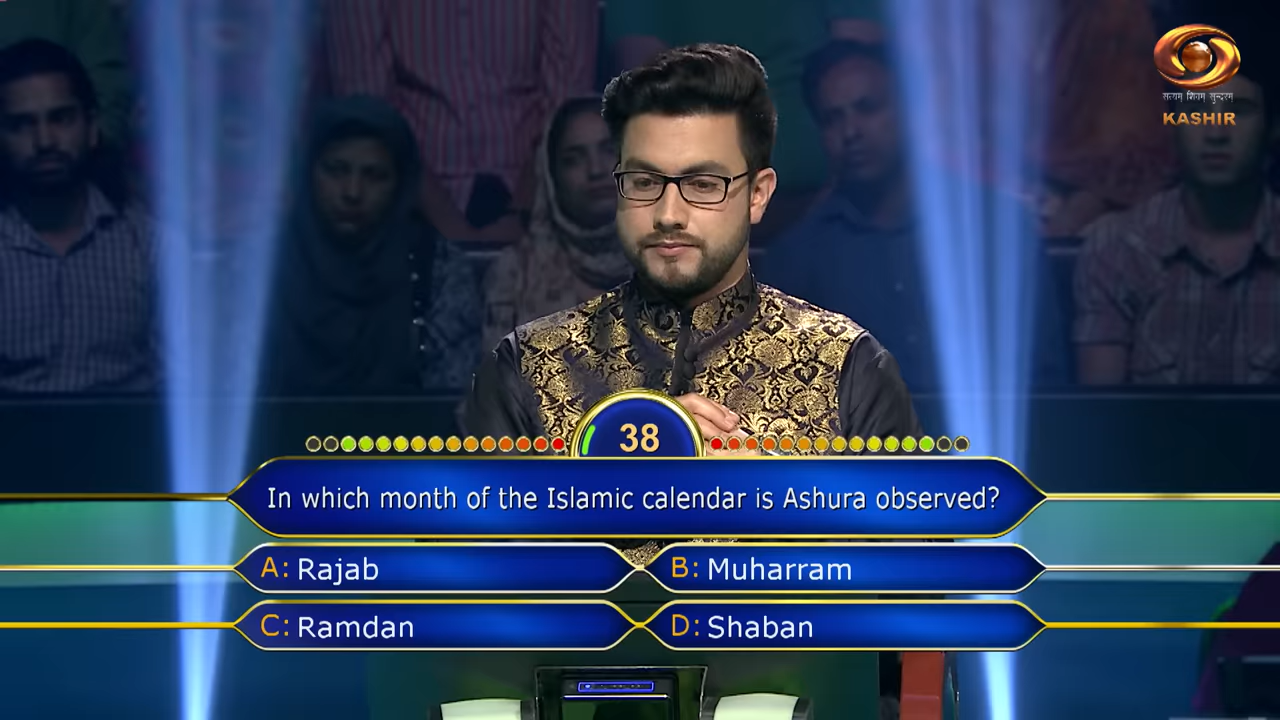 सत्यम् शिवम् सुन्दरम्
KASHIR
38
In which month of the Islamic calendar is Ashura observed?
A: Rajab
B: Muharram
C: Ramdan
D: Shaban